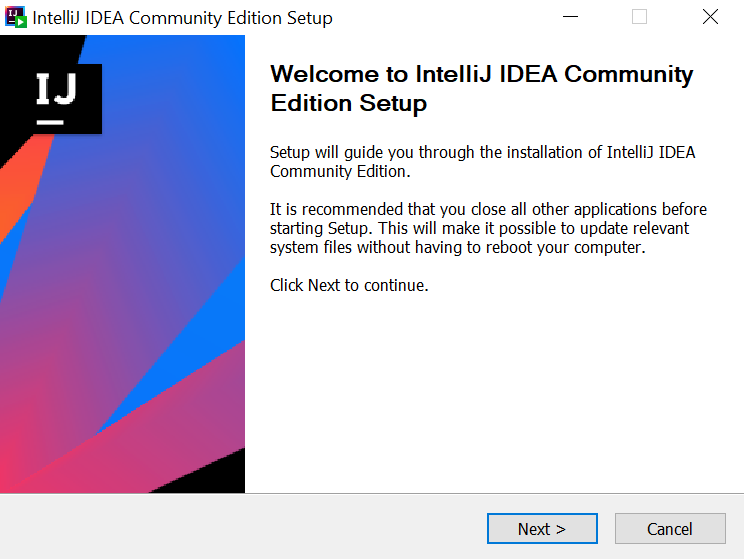 IntelliJ IDEA Community Edition Setup
IJ
Welcome to IntelliJ IDEA Community
Edition Setup
Setup will guide you through the installation of IntelliJ IDEA
Community Edition.
It is recommended that you close all other applications before
starting Setup. This will make it possible to update relevant
system files without having to reboot your computer.
Click Next to continue.
Next >
Cancel